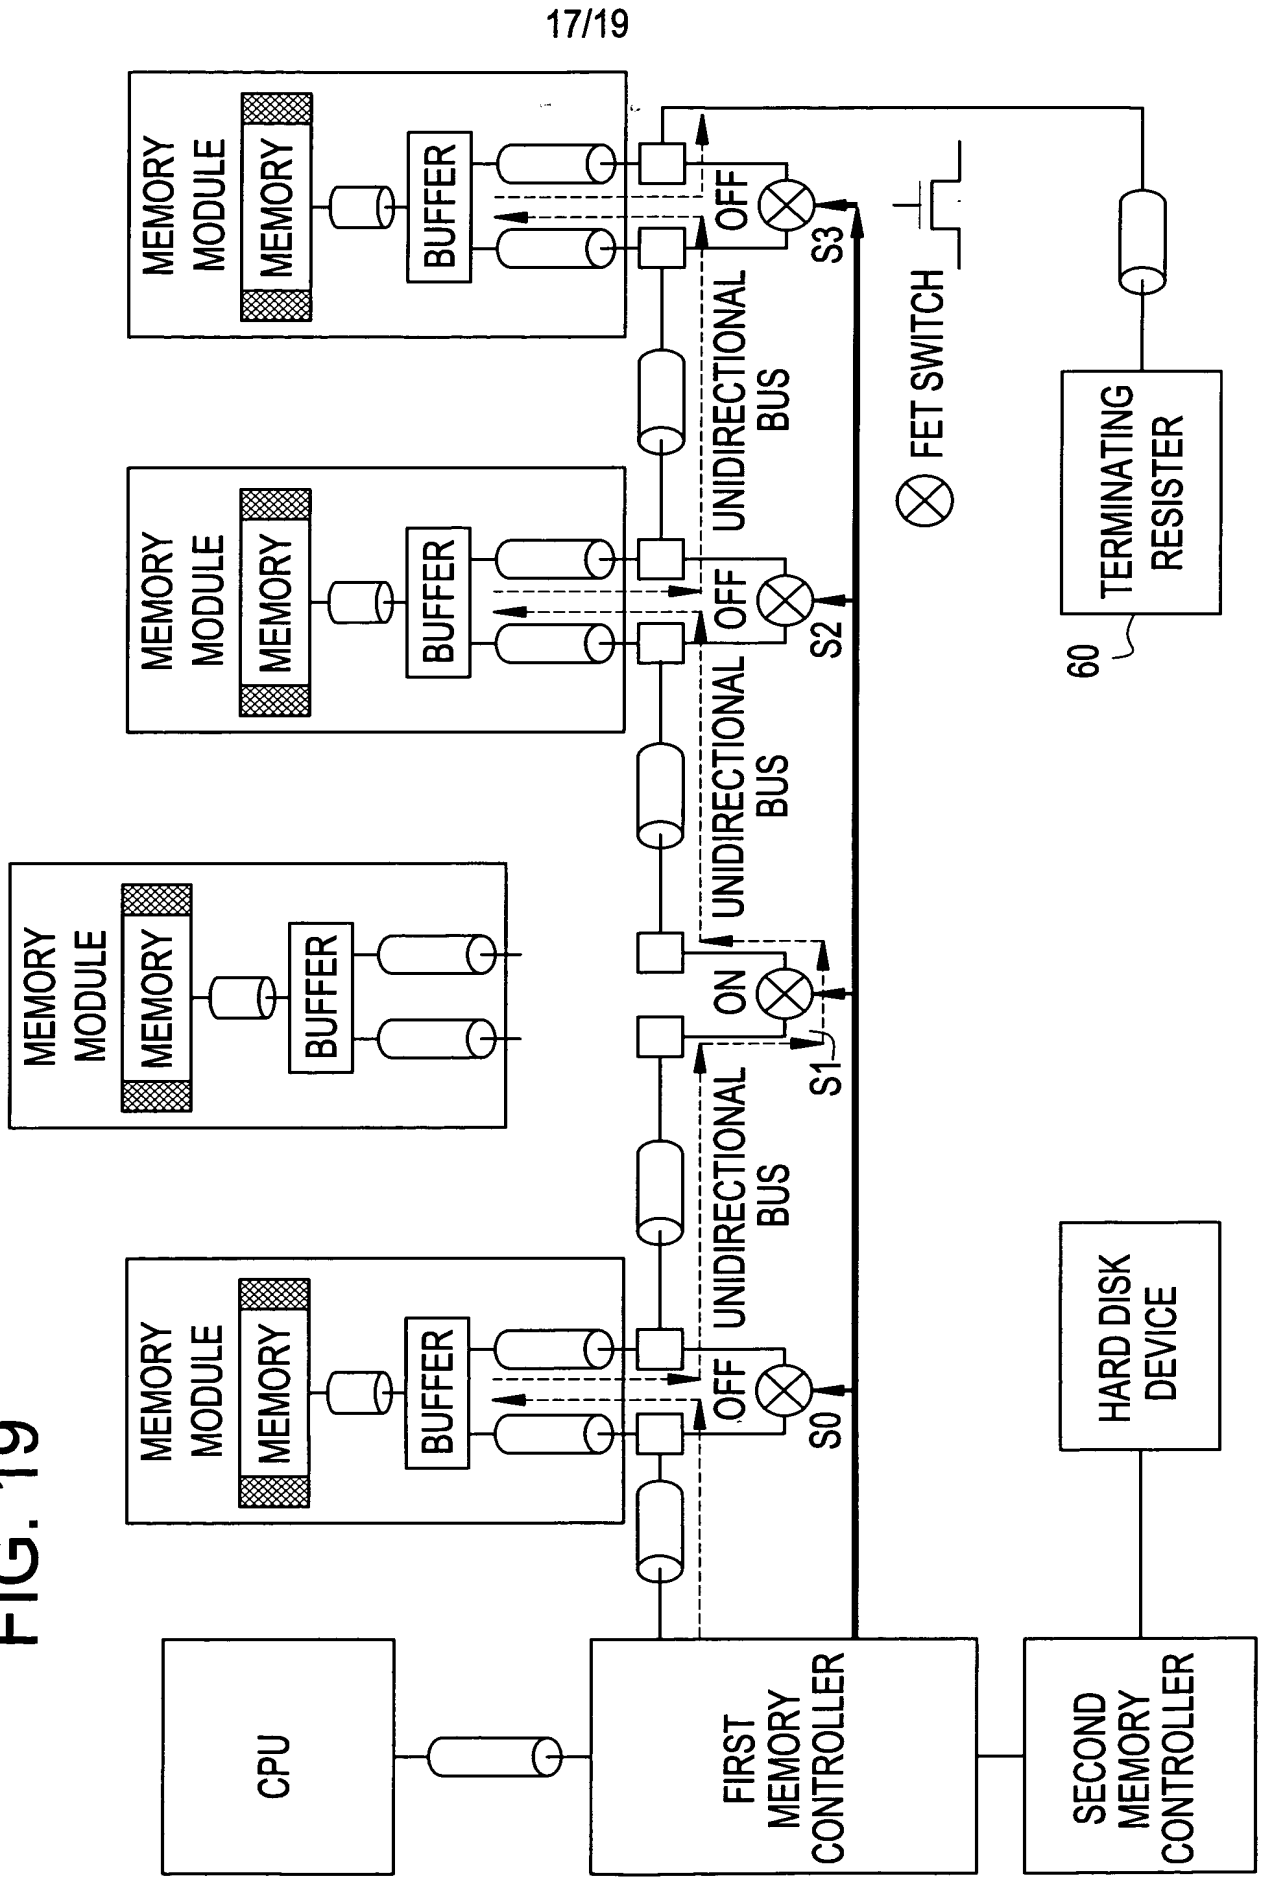 17/19
FIG. 19
CPU
FIRST
MEMORY
CONTROLLER
SECOND
MEMORY
CONTROLLER
HARD DISK
DEVICE
MEMORY
MODULE
MEMORY
BUFFER
OFF
S0
UNIDIRECTIONAL
BUS
MEMORY
MODULE
MEMORY
BUFFER
ON
S1
UNIDIRECTIONAL
BUS
MEMORY
MODULE
MEMORY
BUFFER
OFF
S2
UNIDIRECTIONAL
BUS
MEMORY
MODULE
MEMORY
BUFFER
OFF
S3
FET SWITCH
TERMINATING
RESISTER
60